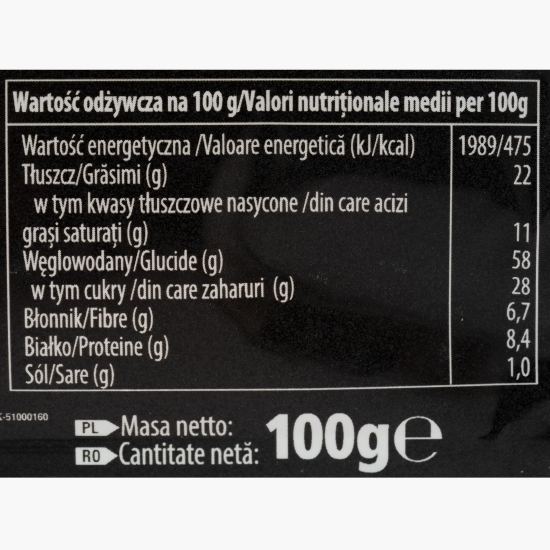 Wartość odżywcza na 100 g/Valori nutriționale medii per 100g
Wartość energetyczna /Valoare energetică (kJ/kcal) 1989/475
Tłuszcz/Grăsimi (g) 22
w tym kwasy tłuszczowe nasycone /din care acizi
grași saturați (g) 11
Węglowodany/Glucide (g) 58
w tym cukry /din care zaharuri (g) 28
Błonnik/Fibre (g) 6,7
Białko/Proteine (g) 8,4
Sól/Sare (g) 1,0
-51000160
PL Masa netto: 100g℮
RO Cantitate netă: